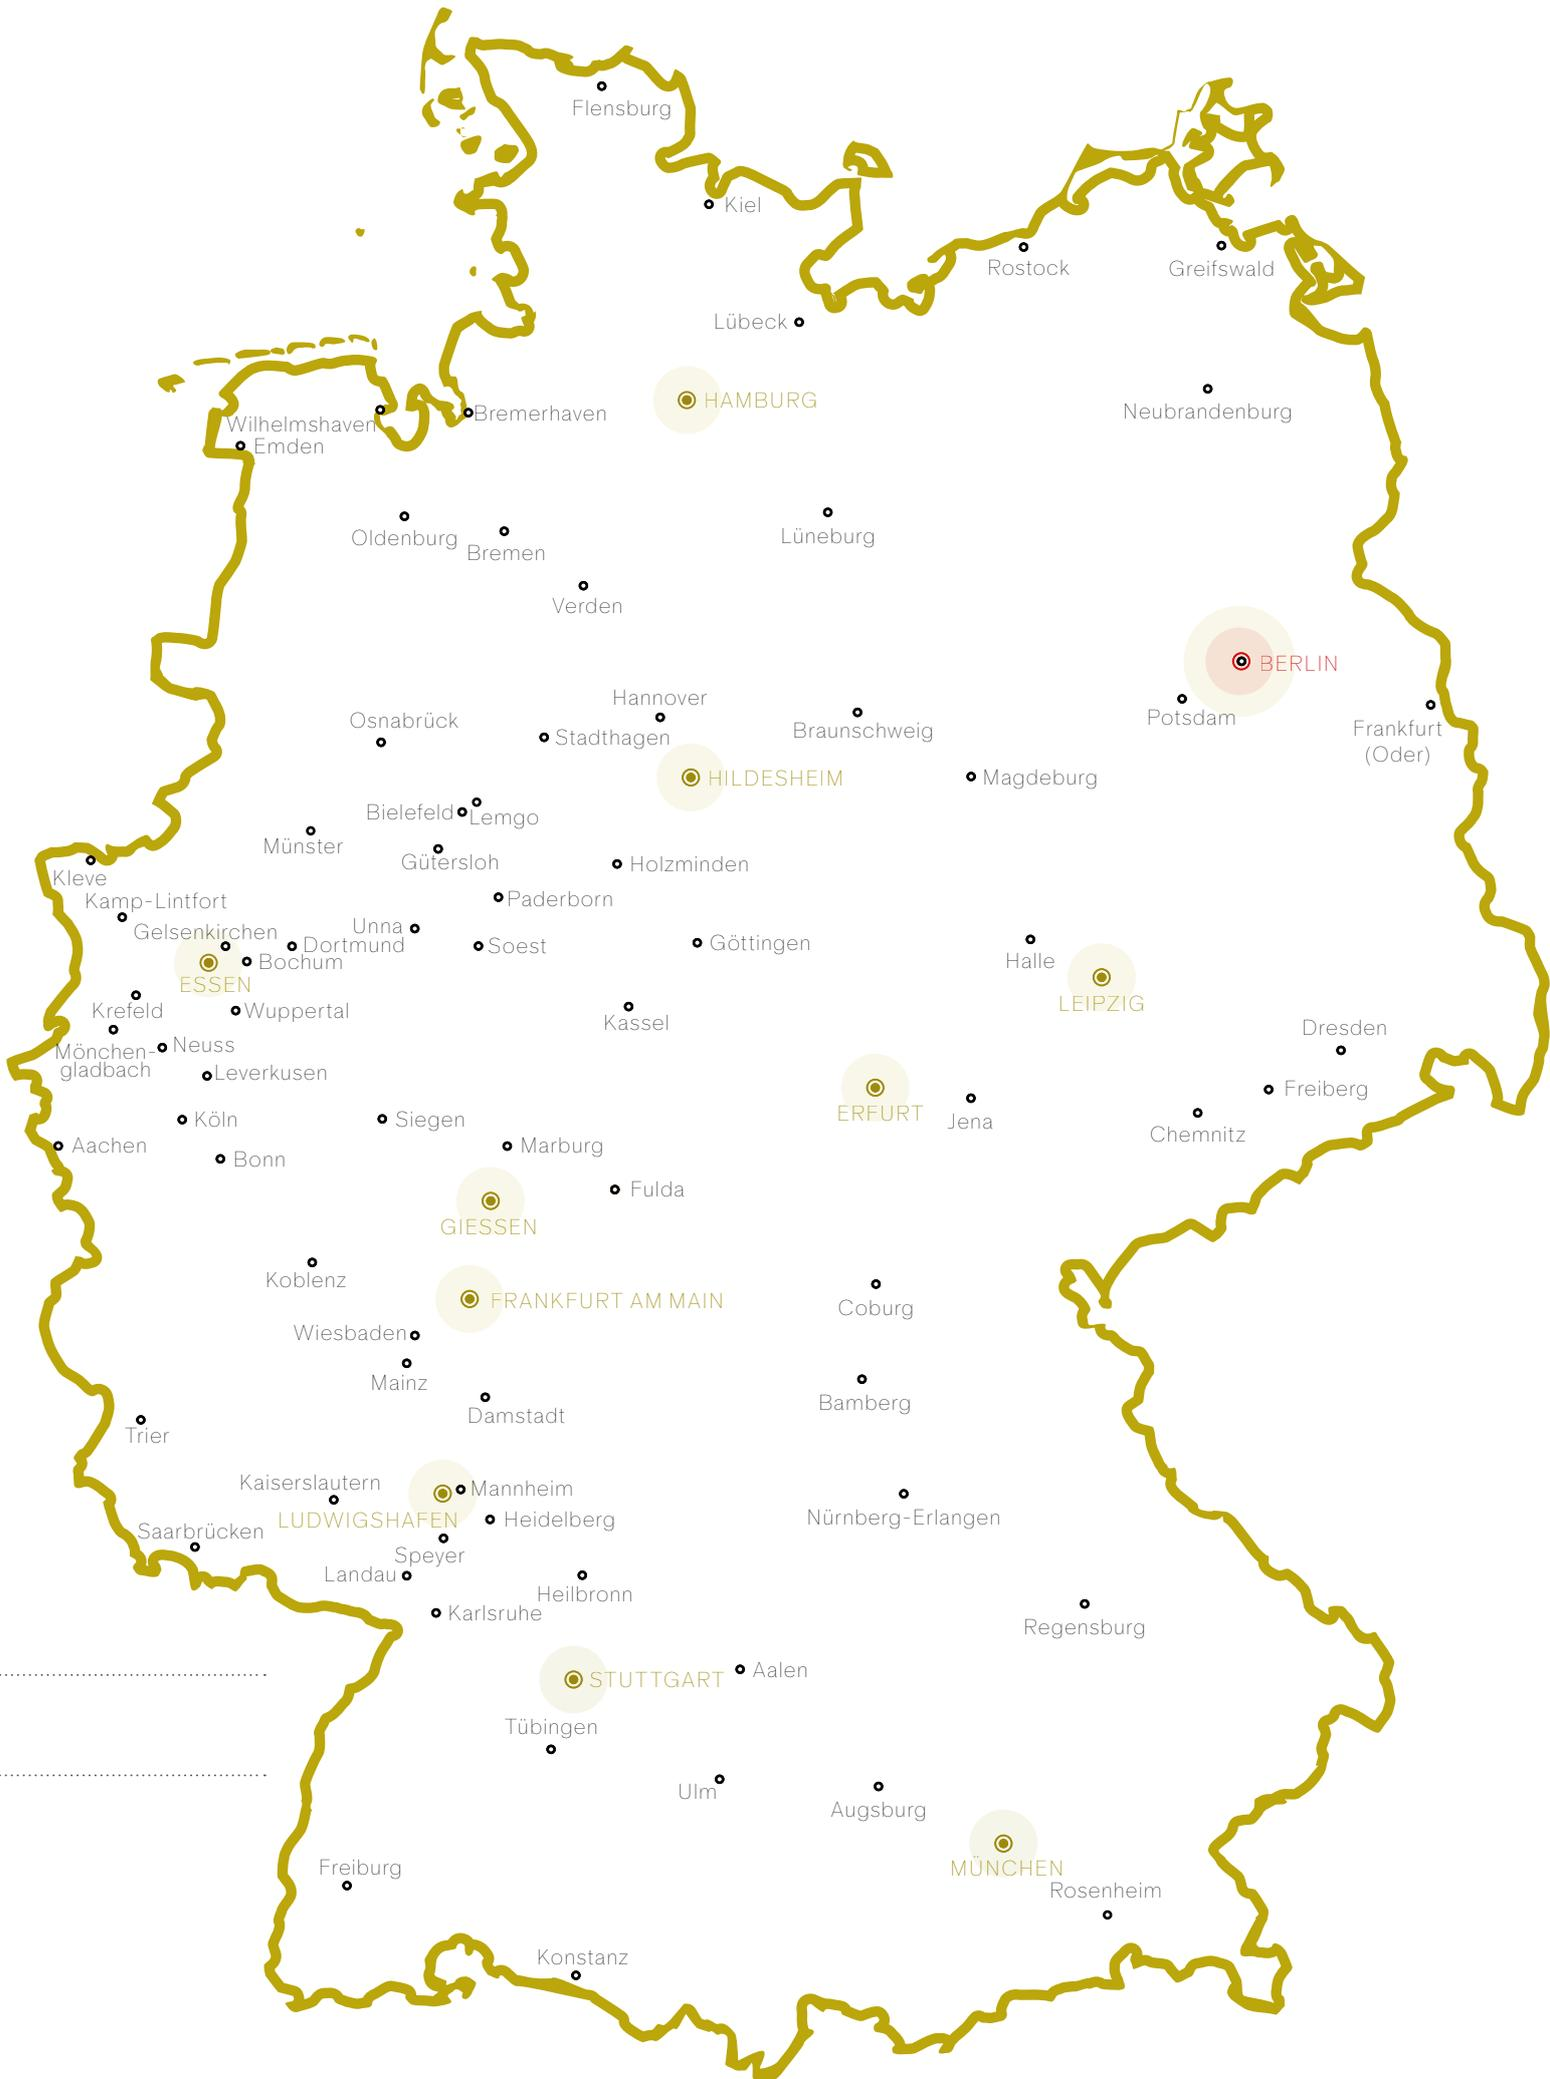 Flensburg
Kiel
Rostock
Greifswald
Lübeck
HAMBURG
Neubrandenburg
Bremerhaven
Wilhelmshaven
Emden
Lüneburg
Oldenburg
Bremen
Verden
BERLIN
Hannover
Potsdam
Osnabrück
Stadthagen
Braunschweig
Frankfurt
(Oder)
HILDESHEIM
Magdeburg
Bielefeld
Lemgo
Münster
Gütersloh
Holzminden
Kleve
Kamp-Lintfort
Paderborn
Unna
Gelsenkirchen
Dortmund
Soest
Göttingen
Bochum
Halle
ESSEN
LEIPZIG
Krefeld
Wuppertal
Kassel
Dresden
Neuss
Mönchen-
gladbach
Leverkusen
Freiberg
ERFURT
Köln
Siegen
Jena
Chemnitz
Aachen
Marburg
Bonn
Fulda
GIESSEN
Koblenz
FRANKFURT AM MAIN
Coburg
Wiesbaden
Mainz
Bamberg
Damstadt
Trier
Kaiserslautern
Mannheim
LUDWIGSHAFEN
Heidelberg
Nürnberg-Erlangen
Saarbrücken
Speyer
Landau
Heilbronn
Karlsruhe
Regensburg
Aalen
STUTTGART
Tübingen
Ulm
Augsburg
Freiburg
MÜNCHEN
Rosenheim
Konstanz